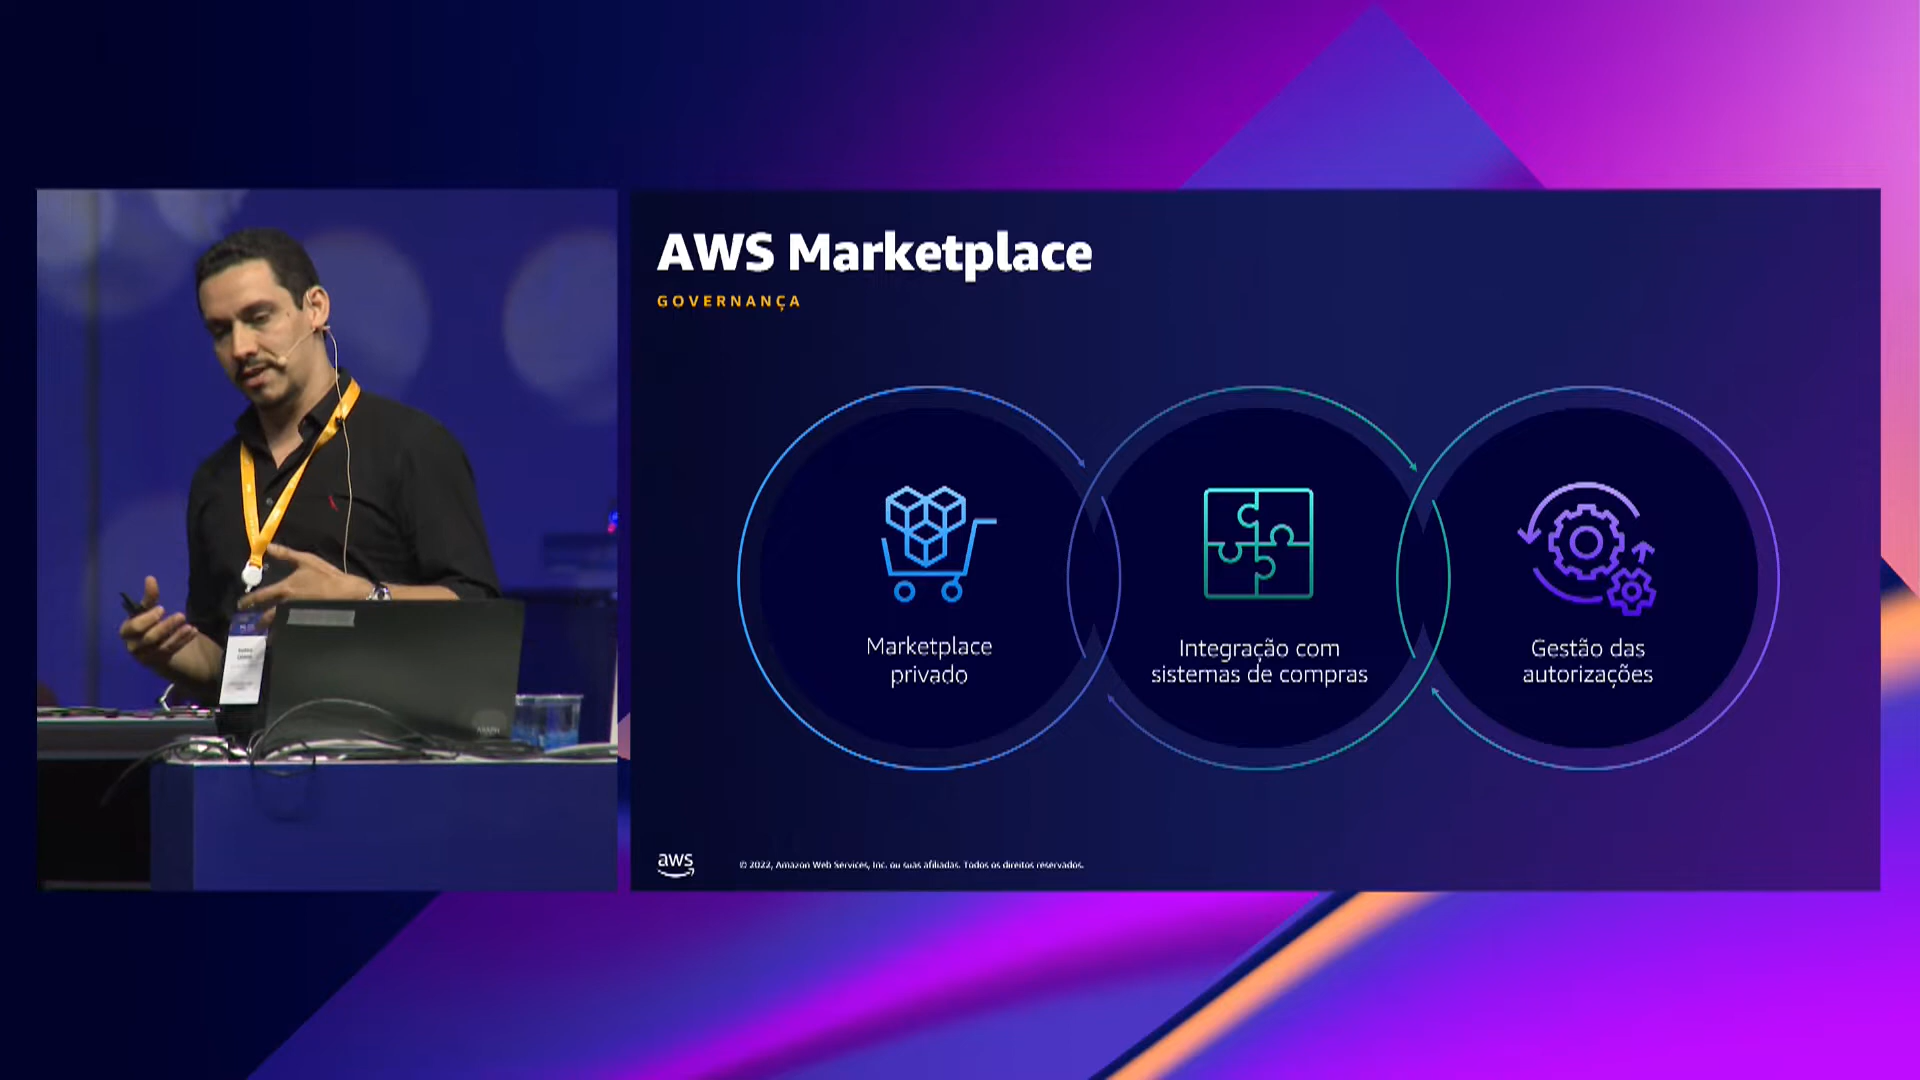 AWS Marketplace
GOVERNANÇA
Marketplace
privado
Integração com
sistemas de compras
Gestão das
autorizações
aws
© 2022, Amazon Web Services, Inc. ou suas afiliadas. Todos os direitos reservados.